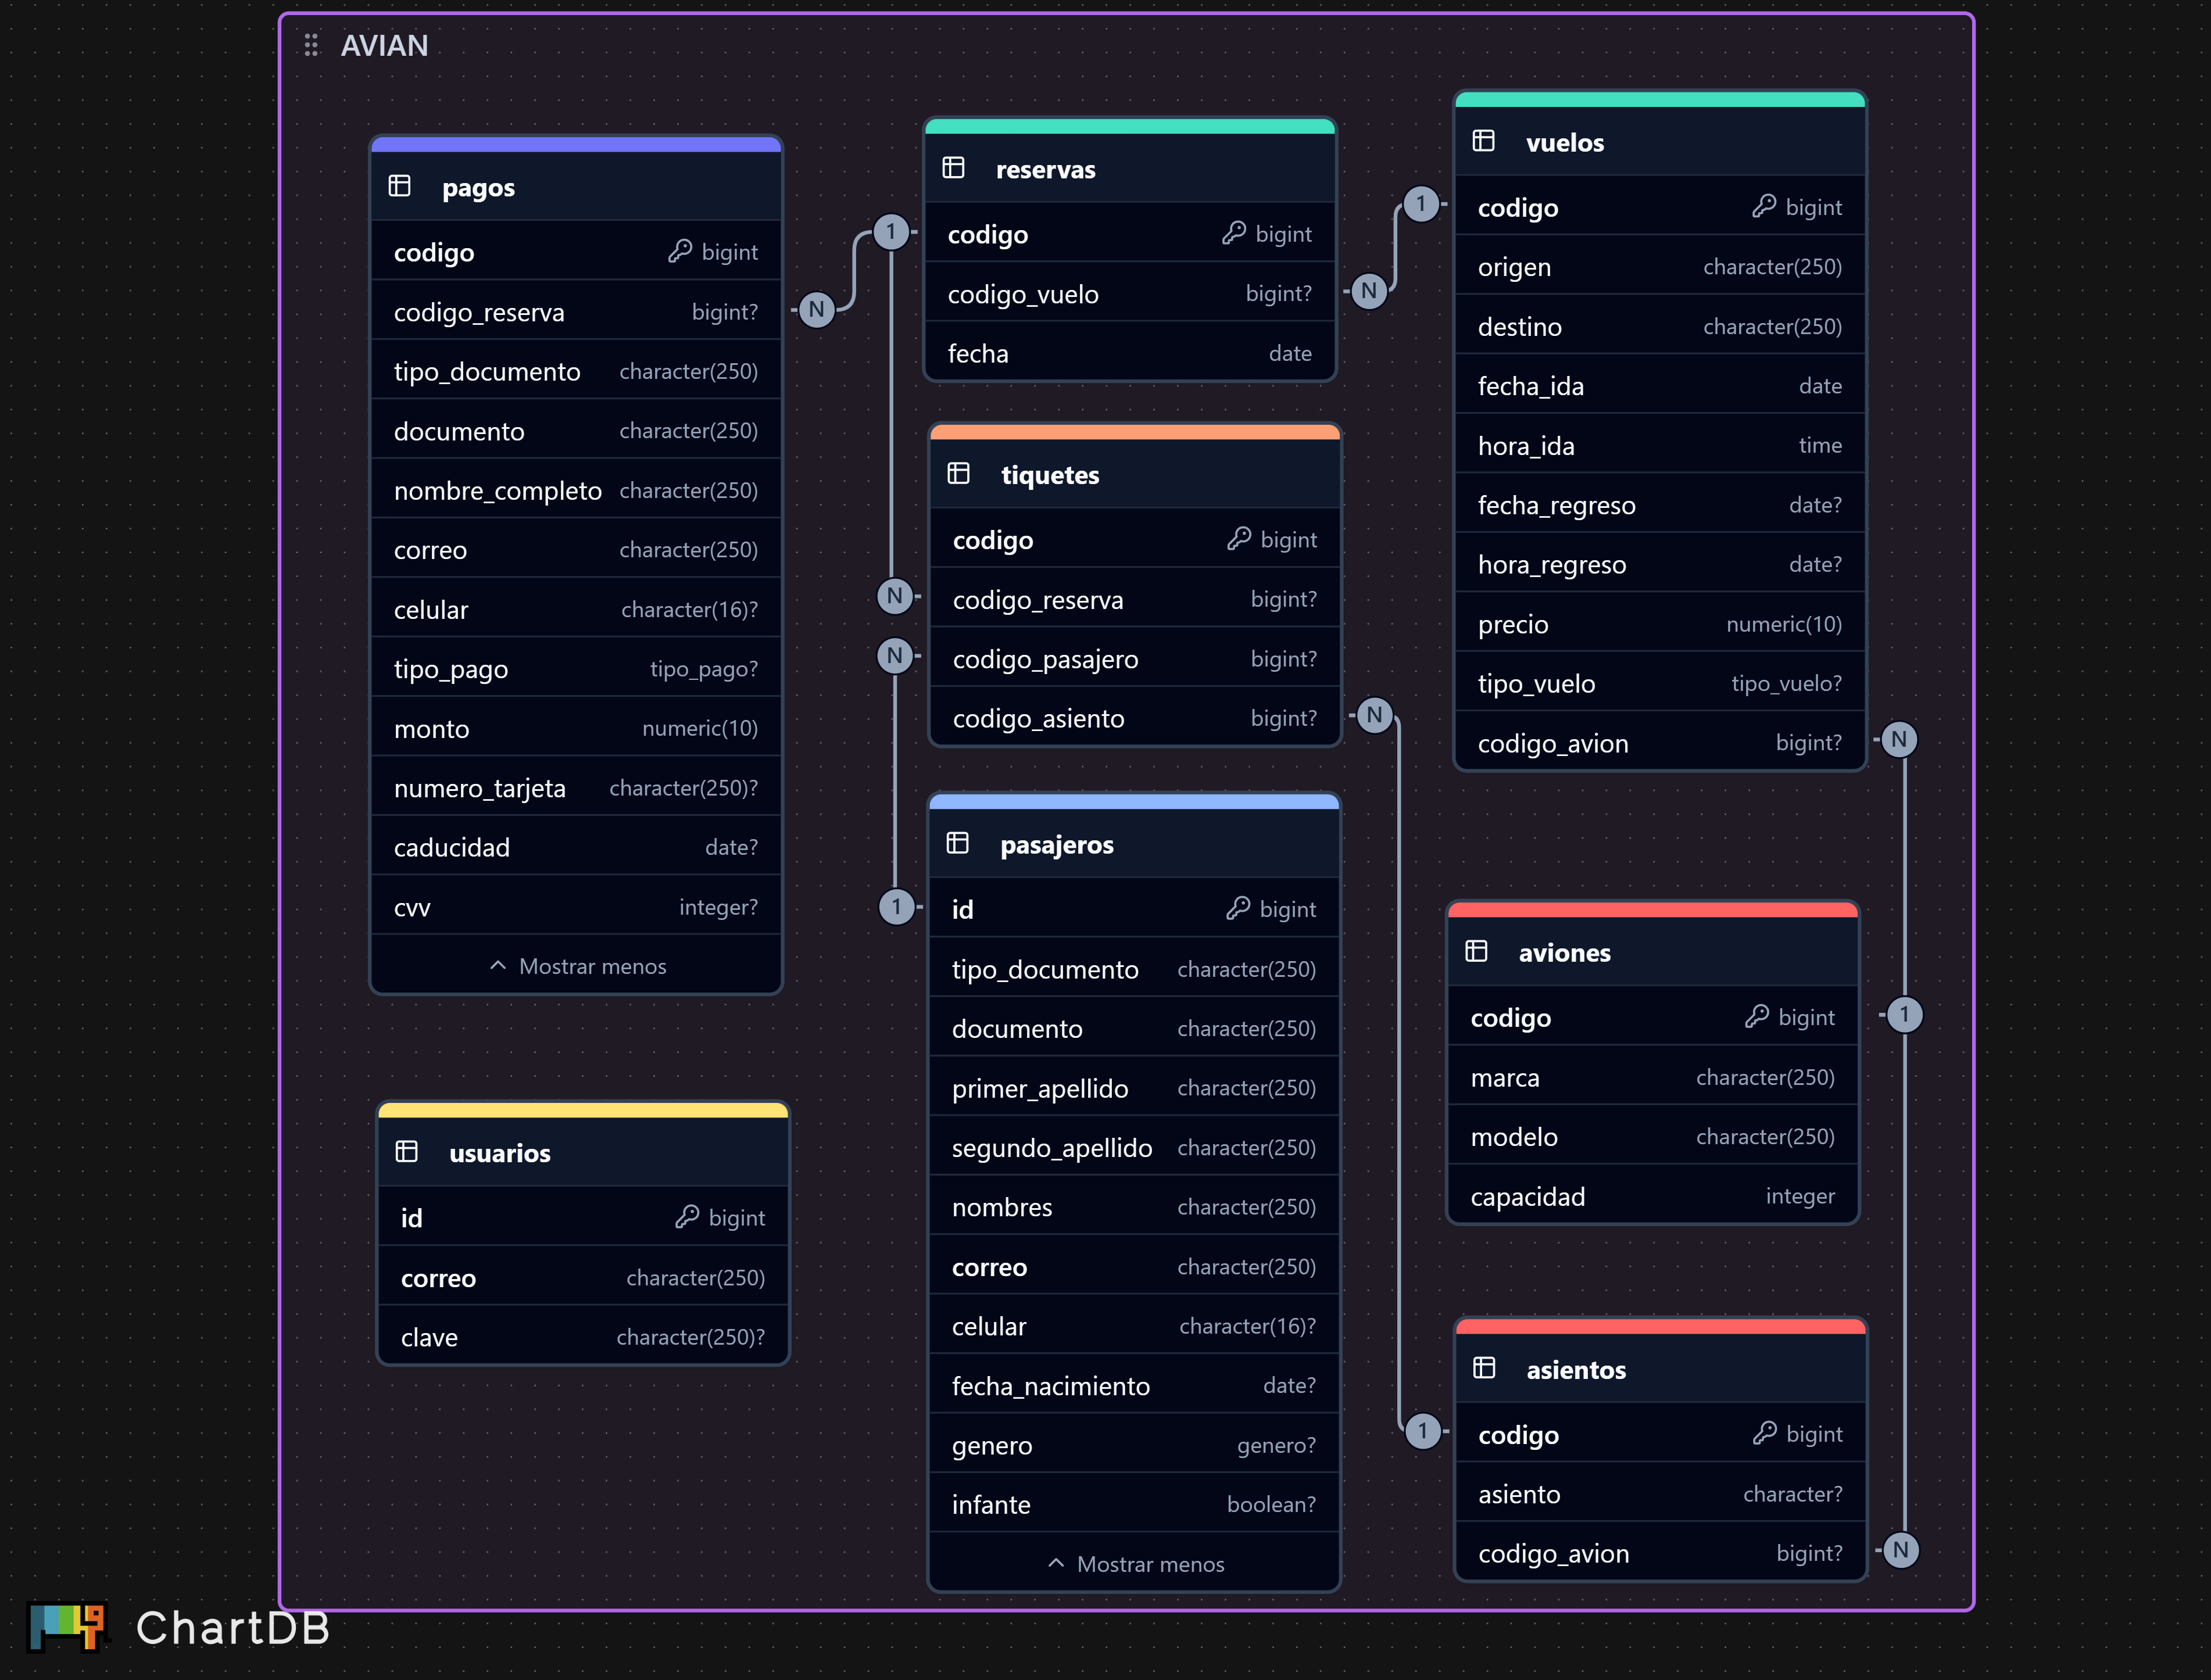 AVIAN
pagos
codigo bigint
codigo_reserva bigint?
tipo_documento character(250)
documento character(250)
nombre_completo character(250)
correo character(250)
celular character(16)?
tipo_pago tipo_pago?
monto numeric(10)
numero_tarjeta character(250)?
caducidad date?
cvv integer?
Mostrar menos
usuarios
id bigint
correo character(250)
clave character(250)?
N
1
N
N
1
reservas
codigo bigint
codigo_vuelo bigint?
fecha date
tiquetes
codigo bigint
codigo_reserva bigint?
codigo_pasajero bigint?
codigo_asiento bigint?
pasajeros
id bigint
tipo_documento character(250)
documento character(250)
primer_apellido character(250)
segundo_apellido character(250)
nombres character(250)
correo character(250)
celular character(16)?
fecha_nacimiento date?
genero genero?
infante boolean?
Mostrar menos
1
N
N
1
vuelos
codigo bigint
origen character(250)
destino character(250)
fecha_ida date
hora_ida time
fecha_regreso date?
hora_regreso date?
precio numeric(10)
tipo_vuelo tipo_vuelo?
codigo_avion bigint?
aviones
codigo bigint
marca character(250)
modelo character(250)
capacidad integer
asientos
codigo bigint
asiento character?
codigo_avion bigint?
N
1
N
ChartDB